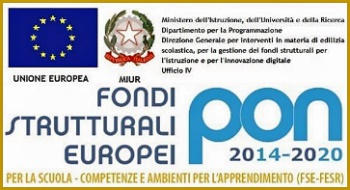 Ministero dell'Istruzione, dell'Università e della Ricerca
Dipartimento per la Programmazione
Direzione Generale per interventi in materia di edilizia
scolastica, per la gestione dei fondi strutturali per
l'istruzione e per l'innovazione digitale
Ufficio IV
UNIONE EUROPEA
MIUR
FONDI
STRUTTURALI
EUROPEI
pon
2014-2020
PER LA SCUOLA - COMPETENZE E AMBIENTI PER L'APPRENDIMENTO (FSE-FESR)